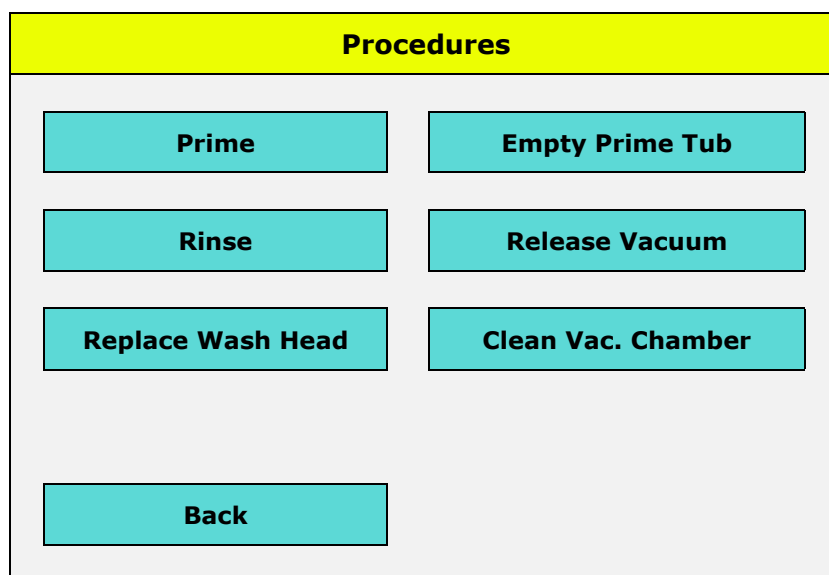 Procedures
Prime
Empty Prime Tub
Rinse
Release Vacuum
Replace Wash Head
Clean Vac. Chamber
Back